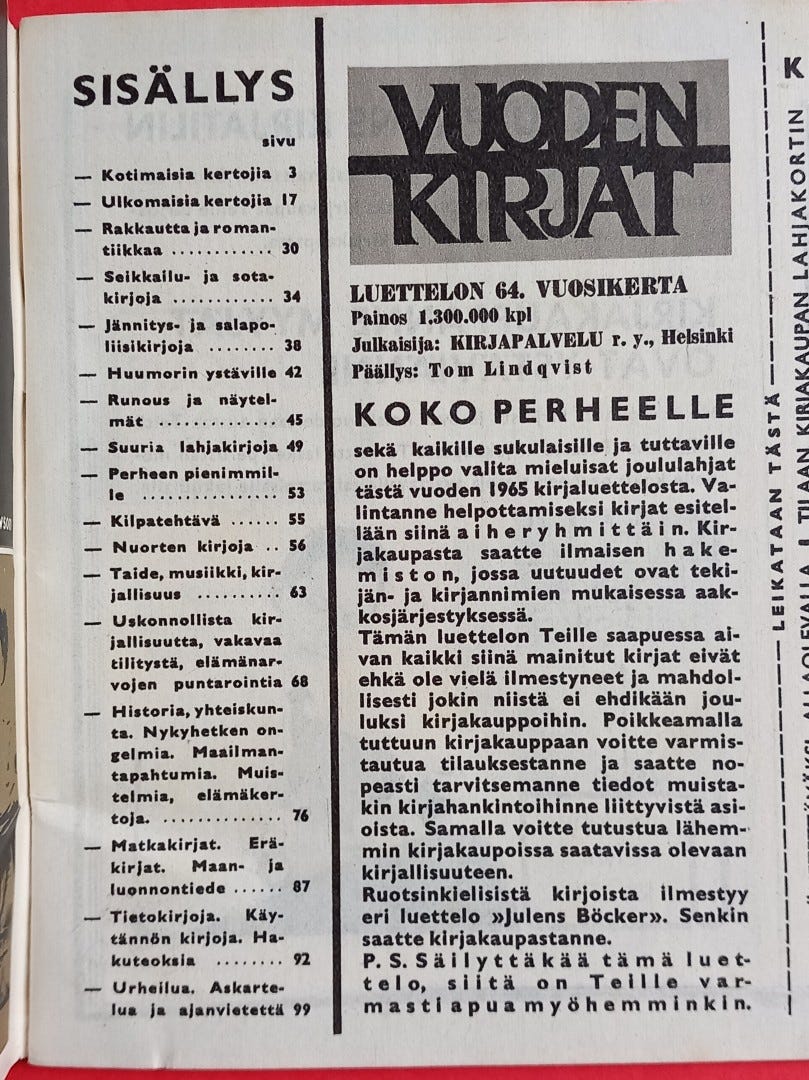 SISÄLLYS
sivu
— Kotimaisia kertojia 3
— Ulkomaisia kertojia 17
— Rakkautta ja roman-
tiikkaa ............ 30
— Seikkailu- ja sota-
kirjoja ............ 34
— Jännitys- ja salapo-
liisikirjoja ........ 38
— Huumorin ystäville 42
— Runous ja näytel-
mät .............. 45
— Suuria lahjakirjoja 49
— Perheen pienimmil-
le ................ 53
— Kilpatehtävä ...... 55
— Nuorten kirjoja .. 56
— Taide, musiikki, kir-
jallisuus .......... 63
— Uskonnollista kir-
jallisuutta, vakavaa
tilitystä, elämänar-
vojen puntarointia 68
— Historia, yhteiskun-
ta. Nykyhetken on-
gelmia. Maailman-
tapahtumia. Muis-
telmia, elämäker-
toja. .............. 76
— Matkakirjat. Erä-
kirjat. Maan- ja
luonnontiede ...... 87
— Tietokirjoja. Käy-
tännön kirjoja. Ha-
kuteoksia ........ 92
— Urheilua. Askarte-
lua ja ajanvietettä 99
VUODEN
KIRJAT
LUETTELON 64. VUOSIKERTA
Painos 1.300.000 kpl
Julkaisija: KIRJAPALVELU r. y., Helsinki
Päällys: Tom Lindqvist
KOKO PERHEELLE
sekä kaikille sukulaisille ja tuttaville
on helppo valita mieluisat joululahjat
tästä vuoden 1965 kirjaluettelosta. Va-
lintanne helpottamiseksi kirjat esitel-
lään siinä aiheryhmittäin. Kir-
jakaupasta saatte ilmaisen hake-
miston, jossa uutuudet ovat teki-
jän- ja kirjannimien mukaisessa aak-
kosjärjestyksessä.
Tämän luettelon Teille saapuessa ai-
van kaikki siinä mainitut kirjat eivät
ehkä ole vielä ilmestyneet ja mahdol-
lisesti jokin niistä ei ehdikään jou-
luksi kirjakauppoihin. Poikkeamalla
tuttuun kirjakauppaan voitte varmis-
tautua tilauksestanne ja saatte no-
peasti tarvitsemanne tiedot muista-
kin kirjahankintoihinne liittyvistä asi-
oista. Samalla voitte tutustua lähem-
min kirjakaupoissa saatavissa olevaan
kirjallisuuteen.
Ruotsinkielisistä kirjoista ilmestyy
eri luettelo »Julens Böcker». Senkin
saatte kirjakaupastanne.
P. S. Säilyttäkää tämä luet-
telo, siitä on Teille var-
masti apua myöhemminkin.
LEIKATAAN TÄSTÄ
K
TILAAN KIRJAKAUPAN LAHJAKORTIN